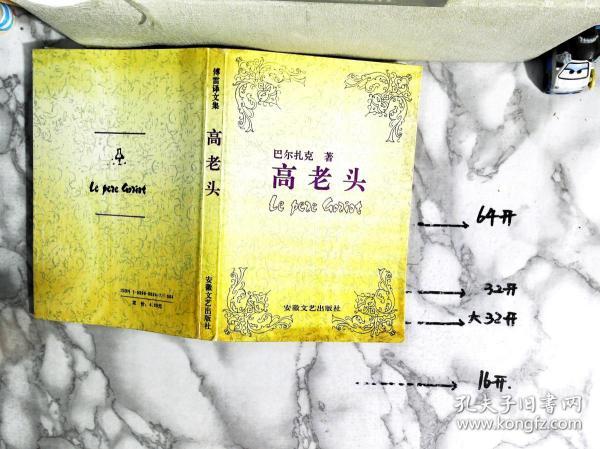 Le pere Goriot
傅雷译文集
高老头
安徽文艺出版社
巴尔扎克 著
高老头
Le pere Goriot
安徽文艺出版社
64开
32开
大32开
16开.
孔夫子旧书网
www.kongfz.com